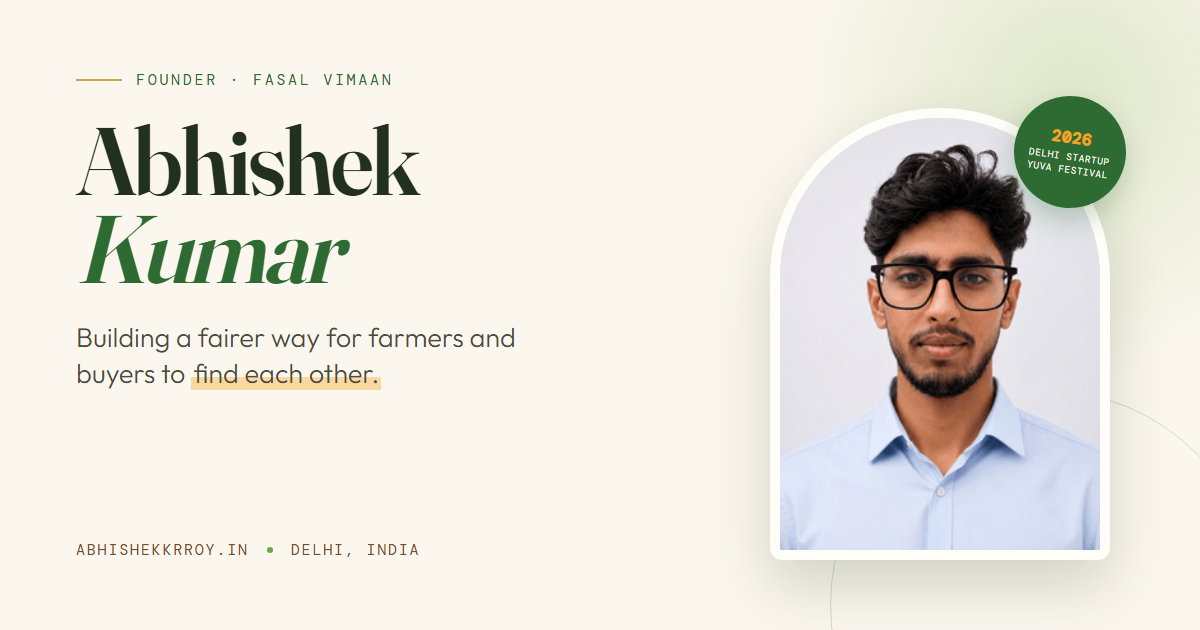 FOUNDER · FASAL VIMAAN
Abhishek
Kumar
Building a fairer way for farmers and
buyers to find each other.
ABHISHEKKRROY.IN • DELHI, INDIA
2026
DELHI STARTUP
YUVA FESTIVAL